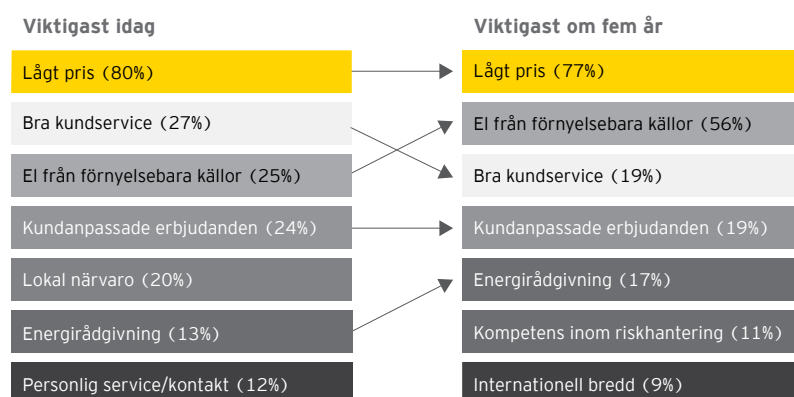 Viktigast idag
Lågt pris (80%)
Bra kundservice (27%)
El från förnyelsebara källor (25%)
Kundanpassade erbjudanden (24%)
Lokal närvaro (20%)
Energirådgivning (13%)
Personlig service/kontakt (12%)
Viktigast om fem år
Lågt pris (77%)
El från förnyelsebara källor (56%)
Bra kundservice (19%)
Kundanpassade erbjudanden (19%)
Energirådgivning (17%)
Kompetens inom riskhantering (11%)
Internationell bredd (9%)